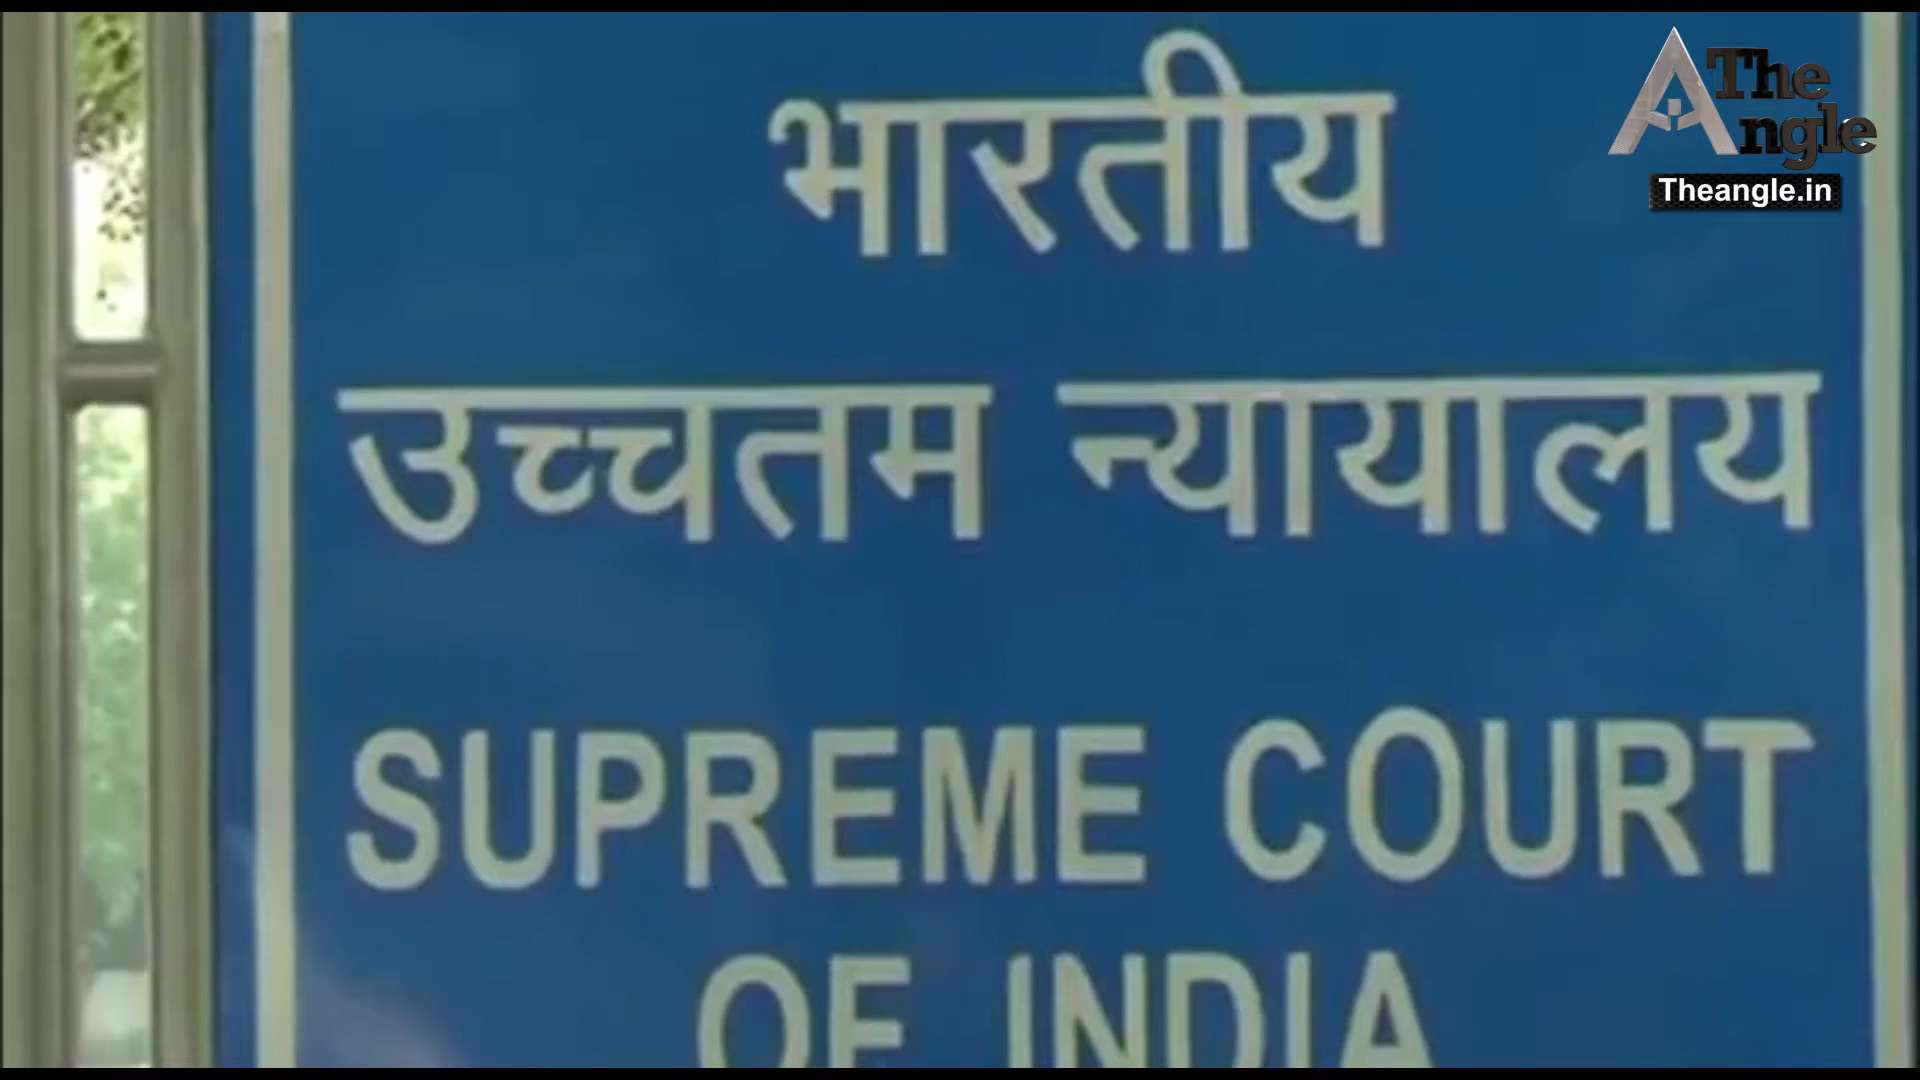 The
Angle
Theangle.in
भारतीय
उच्चतम न्यायालय
SUPREME COURT
OF INDIA